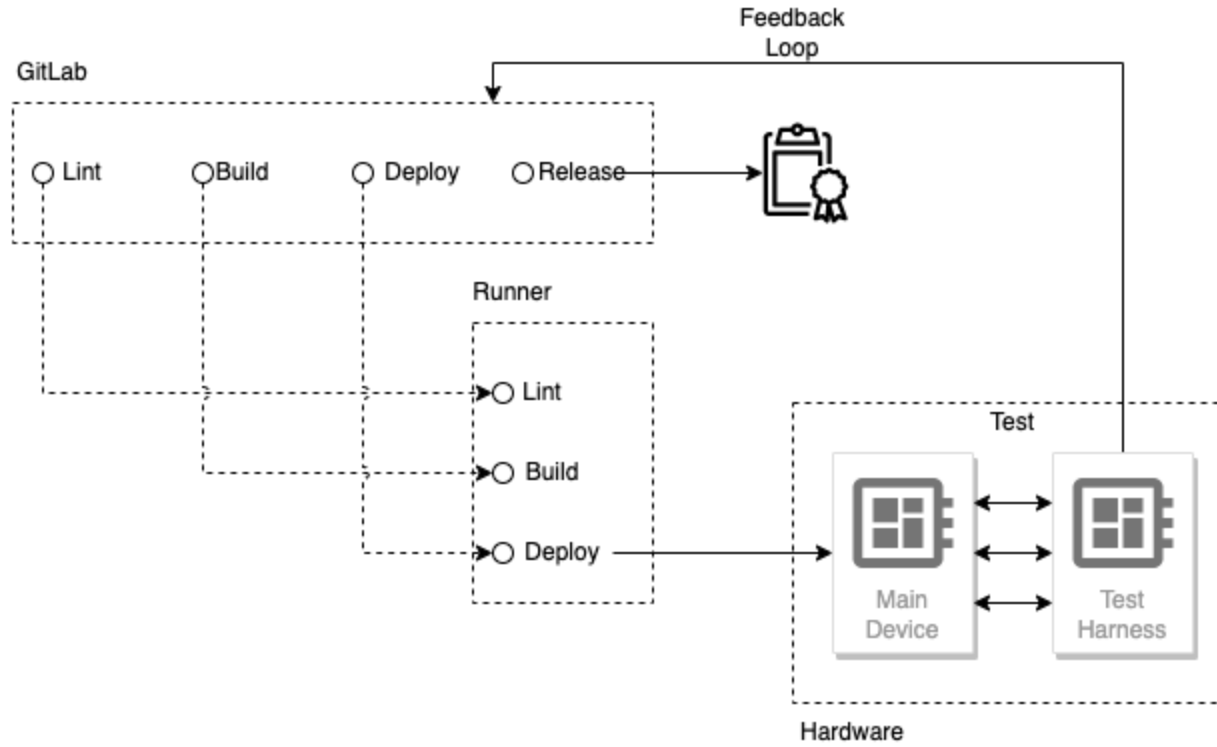 Feedback
Loop
GitLab
Lint
Build
Deploy
Release
Runner
Lint
Build
Deploy
Test
Main
Device
Test
Harness
Hardware